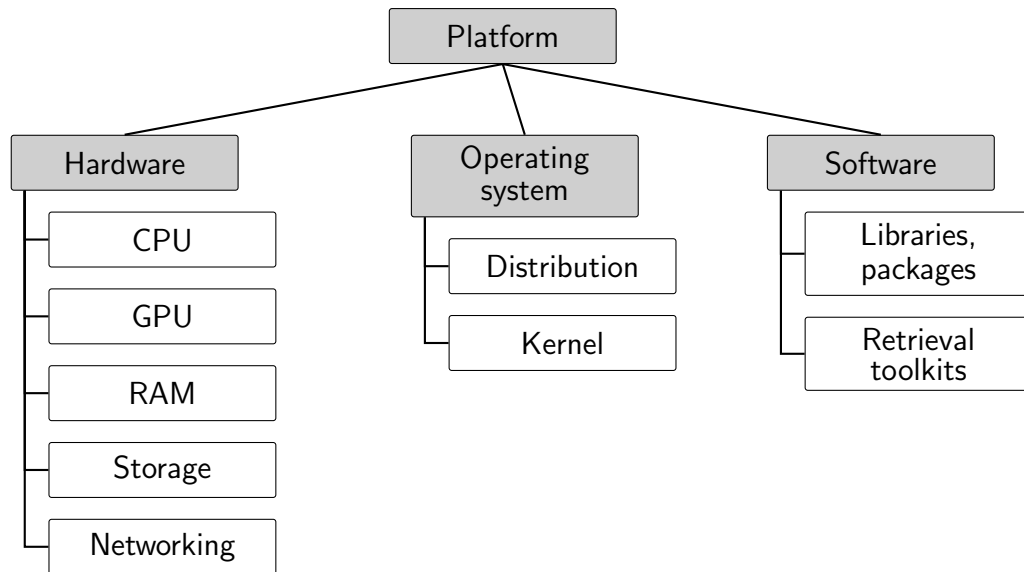 Platform
Hardware
CPU
GPU
RAM
Storage
Networking
Operating
system
Distribution
Kernel
Software
Libraries,
packages
Retrieval
toolkits